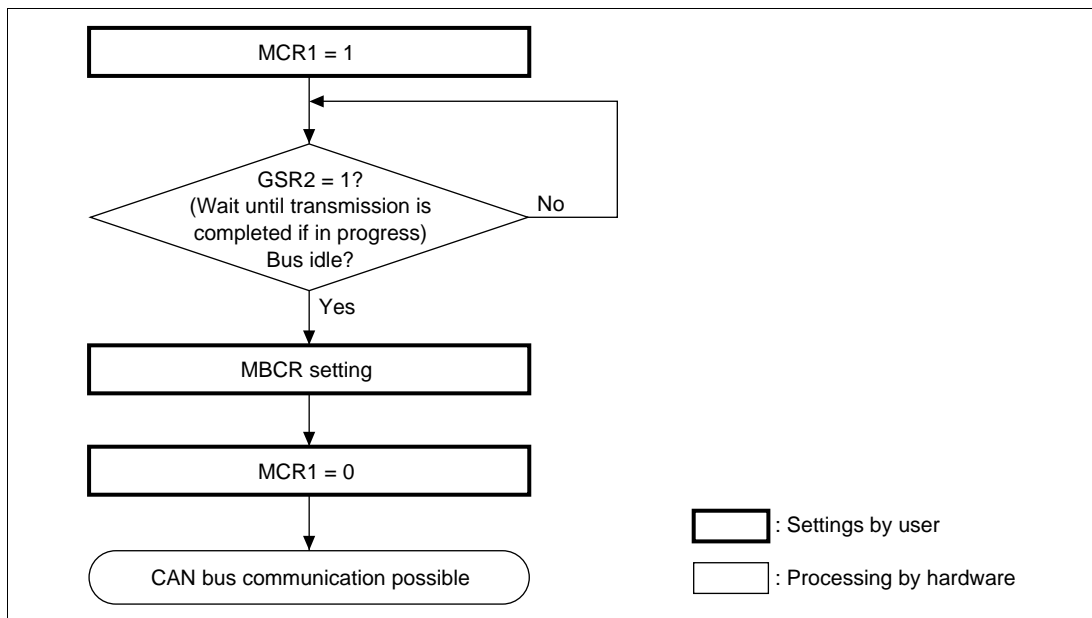 MCR1 = 1
GSR2 = 1?
(Wait until transmission is
completed if in progress)
Bus idle?
No
Yes
MBCR setting
MCR1 = 0
CAN bus communication possible
: Settings by user
: Processing by hardware